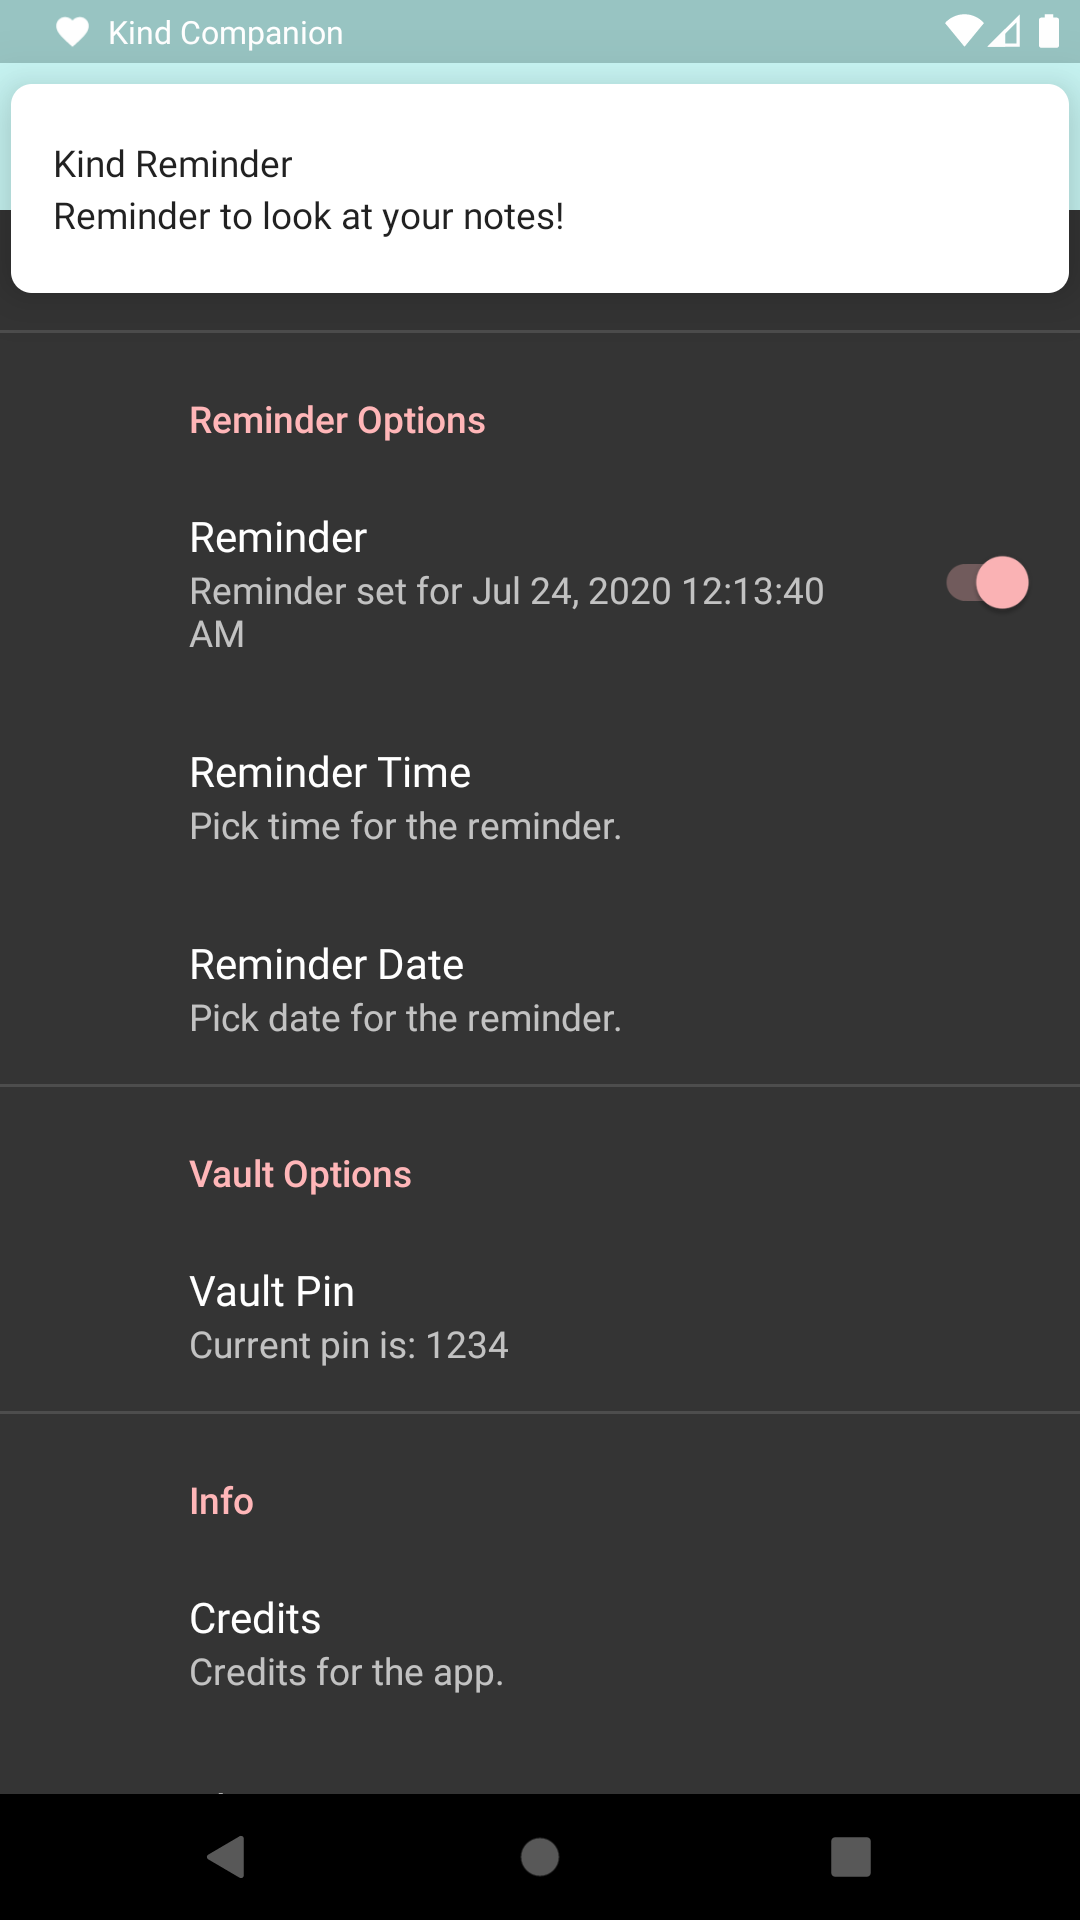 Kind Companion
Kind Reminder
Reminder to look at your notes!
Reminder Options
Reminder
Reminder set for Jul 24, 2020 12:13:40
AM
Reminder Time
Pick time for the reminder.
Reminder Date
Pick date for the reminder.
Vault Options
Vault Pin
Current pin is: 1234
Info
Credits
Credits for the app.